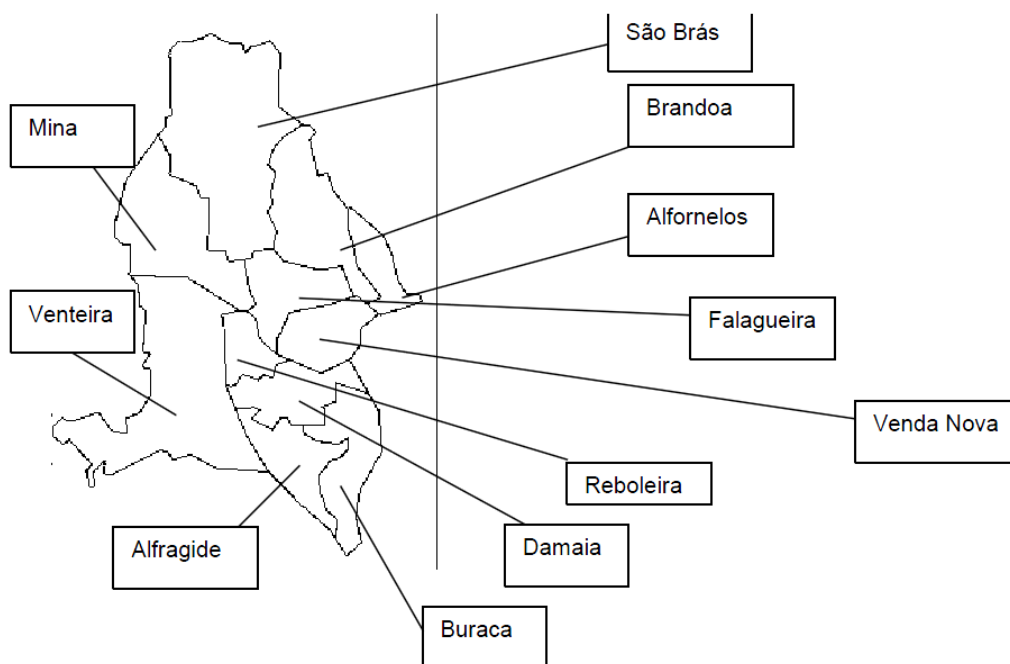 São Brás
Brandoa
Mina
Alfornelos
Venteira
Falagueira
Venda Nova
Reboleira
Alfragide
Damaia
Buraca